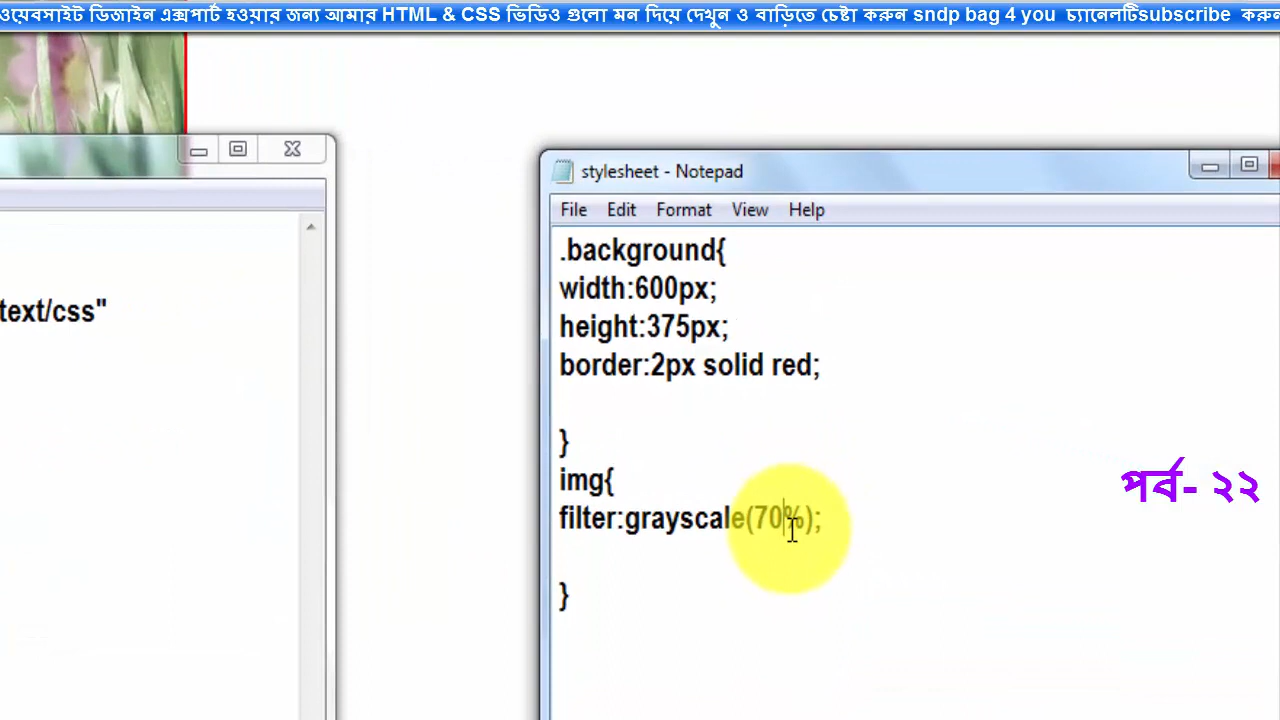 ওয়েবসাইট ডিজাইন এক্সপার্ট হওয়ার জন্য আমার HTML & CSS ভিডিও গুলো মন দিয়ে দেখুন ও বাড়িতে চেষ্টা করুন sndp bag 4 you চ্যানেলটিsubscribe করুন
stylesheet - Notepad
File Edit Format View Help
.background{
width:600px;
height:375px;
text/css"
border:2px solid red;
}
img{
পর্ব- ২২
filter:grayscale(70%);
}